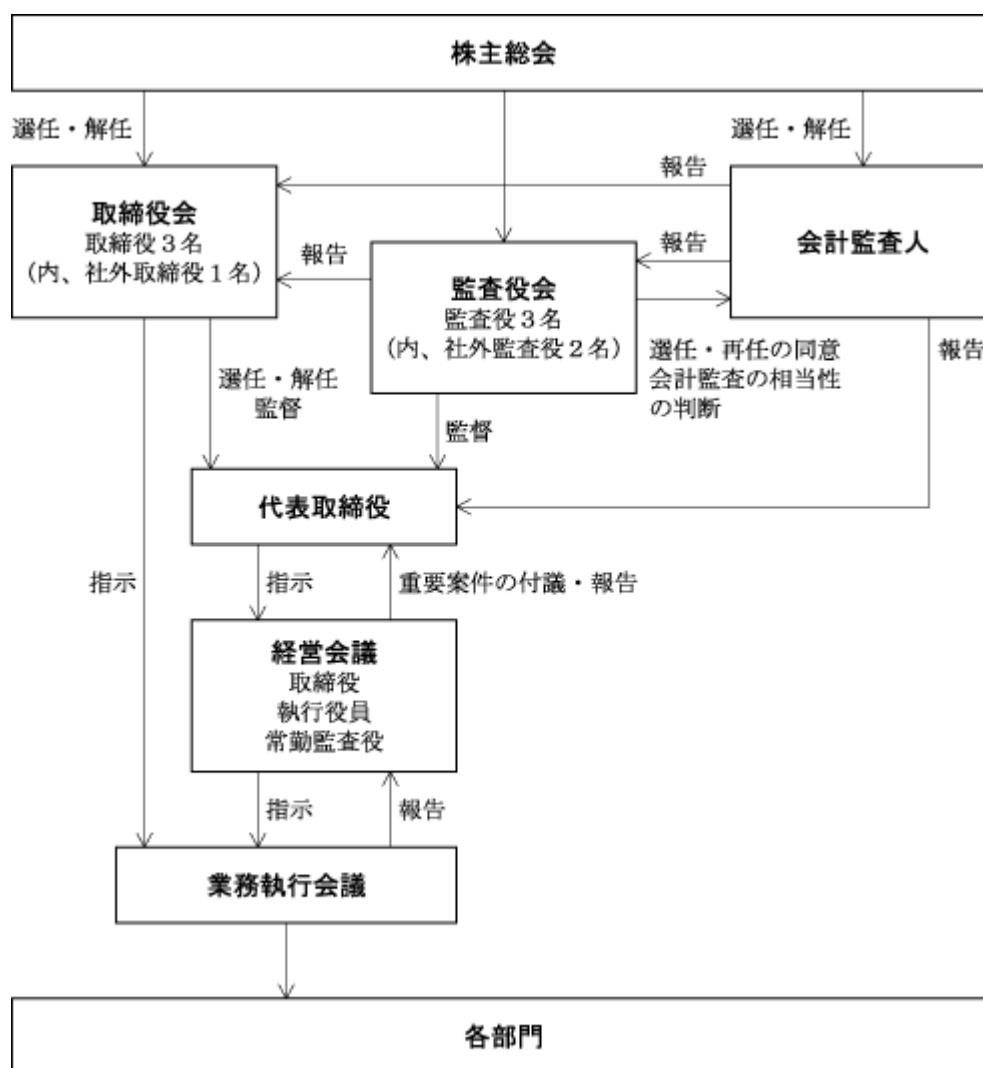 株主総会
選任・解任
選任・解任
報告
取締役会
取締役3名
（内、社外取締役1名）
会計監査人
報告
報告
監査役会
監査役3名
（内、社外監査役2名）
選任・再任の同意
会計監査の相当性
の判断
報告
選任・解任
監督
監督
代表取締役
指示
指示
重要案件の付議・報告
経営会議
取締役
執行役員
常勤監査役
指示
報告
業務執行会議
各部門